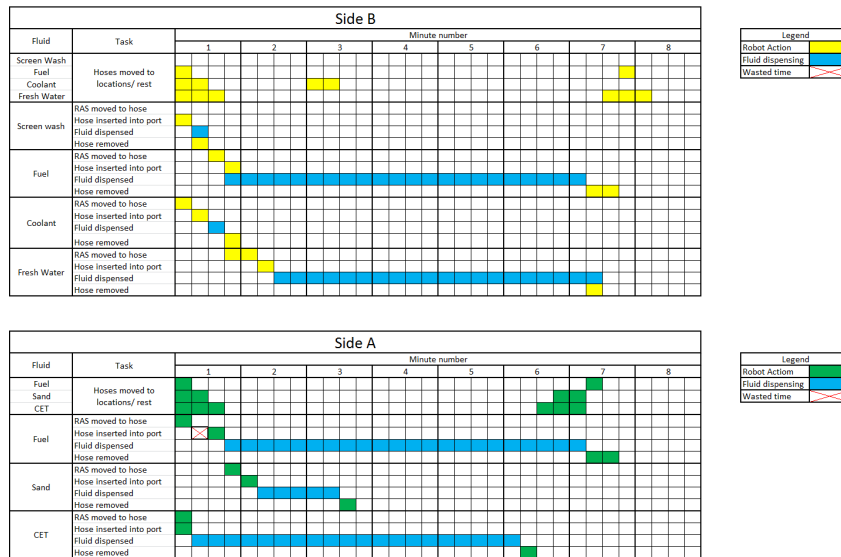 Side B
Fluid Task Minute number
1 2 3 4 5 6 7 8
Screen Wash
Fuel
Coolant
Fresh Water
Hoses moved to
locations/ rest
Screen wash
RAS moved to hose
Hose inserted into port
Fluid dispensed
Hose removed
Fuel
RAS moved to hose
Hose inserted into port
Fluid dispensed
Hose removed
Coolant
RAS moved to hose
Hose inserted into port
Fluid dispensed
Hose removed
Fresh Water
RAS moved to hose
Hose inserted into port
Fluid dispensed
Hose removed
Legend
Robot Action
Fluid dispensing
Wasted time
Side A
Fluid Task Minute number
1 2 3 4 5 6 7 8
Fuel
Sand
CET
Hoses moved to
locations/ rest
Fuel
RAS moved to hose
Hose inserted into port
Fluid dispensed
Hose removed
Sand
RAS moved to hose
Hose inserted into port
Fluid dispensed
Hose removed
CET
RAS moved to hose
Hose inserted into port
Fluid dispensed
Hose removed
Legend
Robot Action
Fluid dispensing
Wasted time